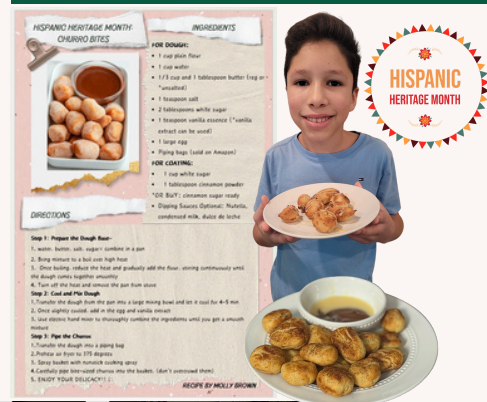 HISPANIC HERITAGE MONTH:
CHURRO BITES
INGREDIENTS
FOR DOUGH:
• 1 cup plain flour
• 1 cup water
• 1/3 cup and 1 tablespoon butter (reg or
*unsalted)
• 1 teaspoon salt
• 2 tablespoons white sugar
• 1 teaspoon vanilla essence (*vanilla
extract can be used)
• 1 large egg
• Piping bags (sold on Amazon)
FOR COATING:
• 1 cup white sugar
• 1 tablespoon cinnamon powder
*OR BUY: cinnamon sugar ready
• Dipping Sauces Optional: Nutella,
condensed milk, dulce de leche
DIRECTIONS
Step 1: Prepare the Dough Base-
1. water, butter, salt, sugar- combine in a pan
2. Bring mixture to a boil over high heat
3. Once boiling, reduce the heat and gradually add the flour, stirring continuously until
the dough comes together smoothly
4. Turn off the heat and remove the pan from stove
Step 2: Cool and Mix Dough
1.Transfer the dough from the pan into a large mixing bowl and let it cool for 4-5 min
2. Once slightly cooled, add in the egg and vanilla extract
3. Use electric hand mixer to thoroughly combine the ingredients until you get a smooth
mixture
Step 3: Pipe the Churros
1.Transfer the dough into a piping bag
2.Preheat air fryer to 375 degrees
3. Spray basket with nonstick cooking spray
4.Carefully pipe bite-sized churros into the basket. (don't overcrowd them)
5. ENJOY YOUR DELICACY!!
RECIPE BY MOLLY BROWN
HISPANIC
HERITAGE MONTH